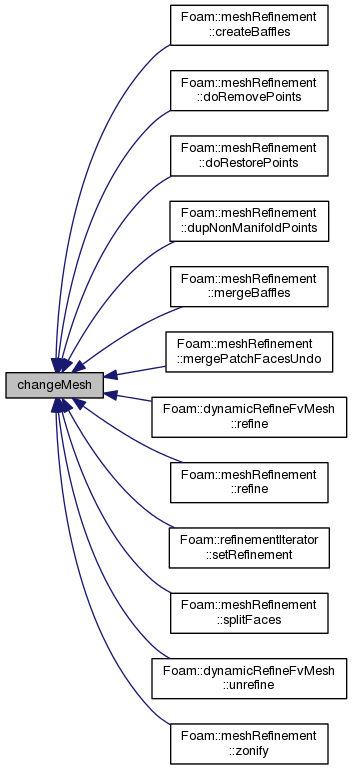 Foam::meshRefinement
::createBaffles
Foam::meshRefinement
::doRemovePoints
Foam::meshRefinement
::doRestorePoints
Foam::meshRefinement
::dupNonManifoldPoints
Foam::meshRefinement
::mergeBaffles
Foam::meshRefinement
::mergePatchFacesUndo
changeMesh
Foam::dynamicRefineFvMesh
::refine
Foam::meshRefinement
::refine
Foam::refinementIterator
::setRefinement
Foam::meshRefinement
::splitFaces
Foam::dynamicRefineFvMesh
::unrefine
Foam::meshRefinement
::zonify